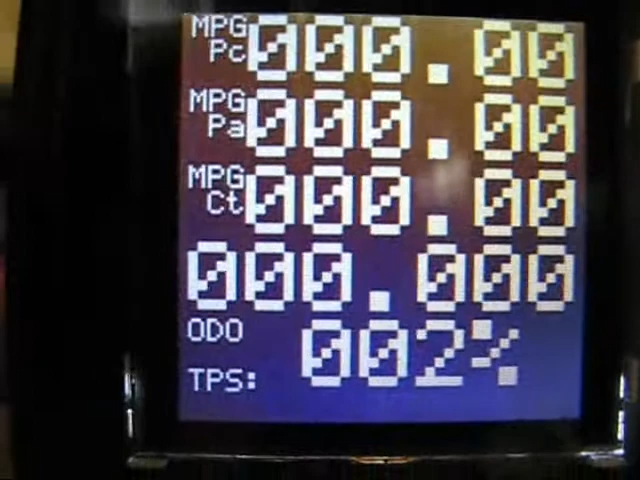 MPG Pc 000.00
MPG Pa 000.00
MPG Ct 000.00
000.000
ODO
TPS: 002%